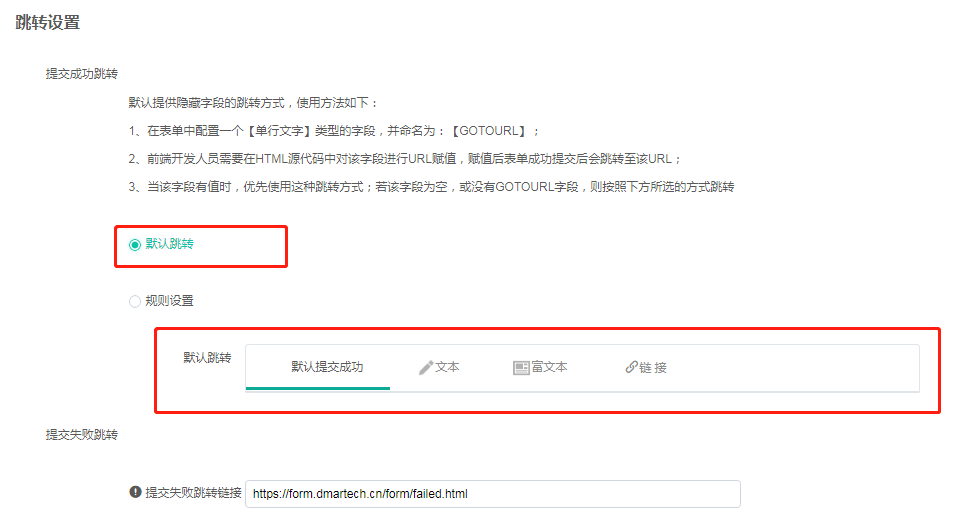 跳转设置
提交成功跳转
默认提供隐藏字段的跳转方式，使用方法如下：
1、在表单中配置一个【单行文字】类型的字段，并命名为：【GOTOURL】；
2、前端开发人员需要在HTML源代码中对该字段进行URL赋值，赋值后表单成功提交后会跳转至该URL；
3、当该字段有值时，优先使用这种跳转方式；若该字段为空，或没有GOTOURL字段，则按照下方所选的方式跳转
默认跳转
规则设置
默认跳转 默认提交成功 文本 富文本 链 接
提交失败跳转
提交失败跳转链接 https://form.dmartech.cn/form/failed.html